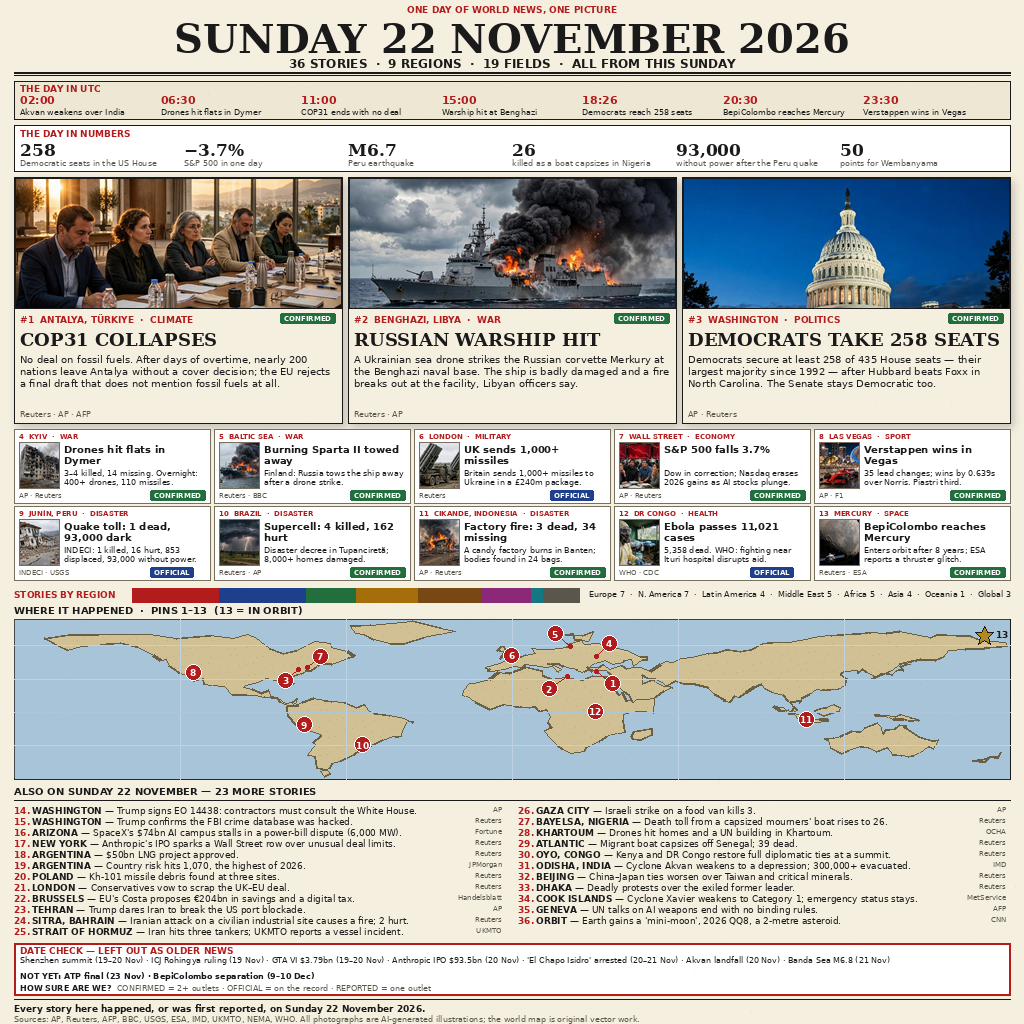 ONE DAY OF WORLD NEWS, ONE PICTURE
SUNDAY 22 NOVEMBER 2026
36 STORIES · 9 REGIONS · 19 FIELDS · ALL FROM THIS SUNDAY
THE DAY IN UTC
02:00 06:30 11:00 15:00 18:26 20:30 23:30
Akvan weakens over India Drones hit flats in Dymer COP31 ends with no deal Warship hit at Benghazi Democrats reach 258 seats BepiColombo reaches Mercury Verstappen wins in Vegas
THE DAY IN NUMBERS
258 −3.7% M6.7 26 93,000 50
Democratic seats in the US House S&P 500 in one day Peru earthquake killed as a boat capsizes in Nigeria without power after the Peru quake points for Wembanyama
#1 ANTALYA, TÜRKIYE · CLIMATE CONFIRMED
COP31 COLLAPSES
No deal on fossil fuels. After days of overtime, nearly 200
nations leave Antalya without a cover decision; the EU rejects
a final draft that does not mention fossil fuels at all.
Reuters · AP · AFP
#2 BENGHAZI, LIBYA · WAR CONFIRMED
RUSSIAN WARSHIP HIT
A Ukrainian sea drone strikes the Russian corvette Merkury at
the Benghazi naval base. The ship is badly damaged and a fire
breaks out at the facility, Libyan officers say.
Reuters · AP
#3 WASHINGTON · POLITICS CONFIRMED
DEMOCRATS TAKE 258 SEATS
Democrats secure at least 258 of 435 House seats — their
largest majority since 1992 — after Hubbard beats Foxx in
North Carolina. The Senate stays Democratic too.
AP · Reuters
4 KYIV · WAR
Drones hit flats in
Dymer
3–4 killed, 14 missing. Overnight:
400+ drones, 110 missiles.
AP · Reuters CONFIRMED
5 BALTIC SEA · WAR
Burning Sparta II towed
away
Finland: Russia tows the ship away
after a drone strike.
Reuters · BBC CONFIRMED
6 LONDON · MILITARY
UK sends 1,000+
missiles
Britain sends 1,000+ missiles to
Ukraine in a £240m package.
Reuters OFFICIAL
7 WALL STREET · ECONOMY
S&P 500 falls 3.7%
Dow in correction; Nasdaq erases
2026 gains as AI stocks plunge.
AP · Reuters CONFIRMED
8 LAS VEGAS · SPORT
Verstappen wins in
Vegas
35 lead changes; wins by 0.639s
over Norris. Piastri third.
AP · F1 CONFIRMED
9 JUNÍN, PERU · DISASTER
Quake toll: 1 dead,
93,000 dark
INDECI: 1 killed, 16 hurt, 853
displaced, 93,000 without power.
INDECI · USGS OFFICIAL
10 BRAZIL · DISASTER
Supercell: 4 killed, 162
hurt
Disaster decree in Tupanciretã;
8,000+ homes damaged.
Reuters · AP CONFIRMED
11 CIKANDE, INDONESIA · DISASTER
Factory fire: 3 dead, 34
missing
A candy factory burns in Banten;
bodies found in 24 bags.
AP · Reuters CONFIRMED
12 DR CONGO · HEALTH
Ebola passes 11,021
cases
5,358 dead. WHO: fighting near
Ituri hospital disrupts aid.
WHO · CDC OFFICIAL
13 MERCURY · SPACE
BepiColombo reaches
Mercury
Enters orbit after 8 years; ESA
reports a thruster glitch.
Reuters · ESA CONFIRMED
STORIES BY REGION Europe 7 · N. America 7 · Latin America 4 · Middle East 5 · Africa 5 · Asia 4 · Oceania 1 · Global 3
WHERE IT HAPPENED · PINS 1–13 (13 = IN ORBIT)
5
4
13
6
7
8
3
1
2
12
11
9
10
ALSO ON SUNDAY 22 NOVEMBER — 23 MORE STORIES
14. WASHINGTON — Trump signs EO 14438: contractors must consult the White House. AP
15. WASHINGTON — Trump confirms the FBI crime database was hacked. Reuters
16. ARIZONA — SpaceX's $74bn AI campus stalls in a power-bill dispute (6,000 MW). Fortune
17. NEW YORK — Anthropic's IPO sparks a Wall Street row over unusual deal limits. Reuters
18. ARGENTINA — $50bn LNG project approved. Reuters
19. ARGENTINA — Country risk hits 1,070, the highest of 2026. JPMorgan
20. POLAND — Kh-101 missile debris found at three sites. Reuters
21. LONDON — Conservatives vow to scrap the UK–EU deal. Reuters
22. BRUSSELS — EU's Costa proposes €204bn in savings and a digital tax. Handelsblatt
23. TEHRAN — Trump dares Iran to break the US port blockade. AP
24. SITRA, BAHRAIN — Iranian attack on a civilian industrial site causes a fire; 2 hurt. Reuters
25. STRAIT OF HORMUZ — Iran hits three tankers; UKMTO reports a vessel incident. UKMTO
26. GAZA CITY — Israeli strike on a food van kills 3. AP
27. BAYELSA, NIGERIA — Death toll from a capsized mourners' boat rises to 26. Reuters
28. KHARTOUM — Drones hit homes and a UN building in Khartoum. OCHA
29. ATLANTIC — Migrant boat capsizes off Senegal; 39 dead. Reuters
30. OYO, CONGO — Kenya and DR Congo restore full diplomatic ties at a summit. Reuters
31. ODISHA, INDIA — Cyclone Akvan weakens to a depression; 300,000+ evacuated. IMD
32. BEIJING — China–Japan ties worsen over Taiwan and critical minerals. Reuters
33. DHAKA — Deadly protests over the exiled former leader. Reuters
34. COOK ISLANDS — Cyclone Xavier weakens to Category 1; emergency status stays. MetService
35. GENEVA — UN talks on AI weapons end with no binding rules. AFP
36. ORBIT — Earth gains a 'mini-moon', 2026 QQ8, a 2-metre asteroid. CNN
DATE CHECK — LEFT OUT AS OLDER NEWS
Shenzhen summit (19–20 Nov) · ICJ Rohingya ruling (19 Nov) · GTA VI $3.79bn (19–20 Nov) · Anthropic IPO $93.5bn (20 Nov) · 'El Chapo Isidro' arrested (20–21 Nov) · Akvan landfall (20 Nov) · Banda Sea M6.8 (21 Nov)
NOT YET: ATP final (23 Nov) · BepiColombo separation (9–10 Dec)
HOW SURE ARE WE? CONFIRMED = 2+ outlets · OFFICIAL = on the record · REPORTED = one outlet
Every story here happened, or was first reported, on Sunday 22 November 2026.
Sources: AP, Reuters, AFP, BBC, USGS, ESA, IMD, UKMTO, NEMA, WHO. All photographs are AI-generated illustrations; the world map is original vector work.